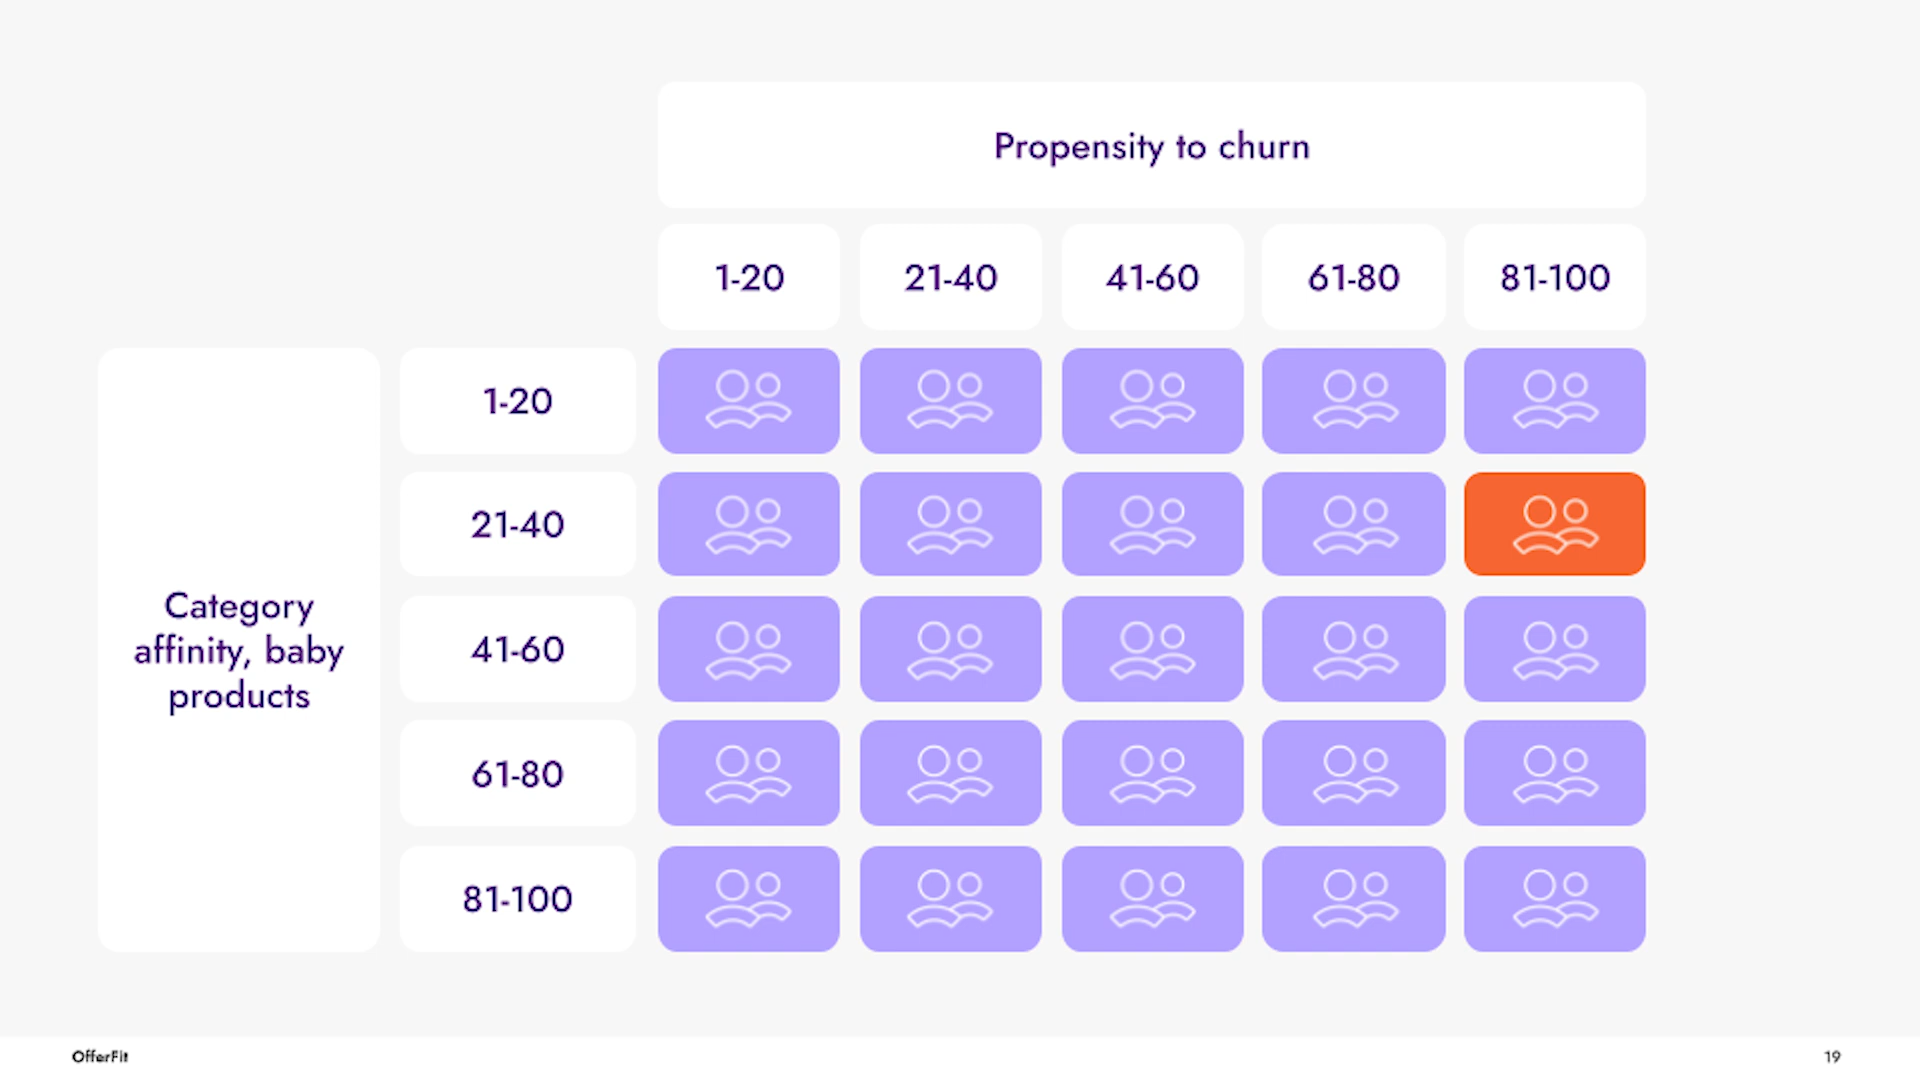 Propensity to churn
1-20
21-40
41-60
61-80
81-100
Category
affinity, baby
products
1-20
21-40
41-60
61-80
81-100
OfferFit
19